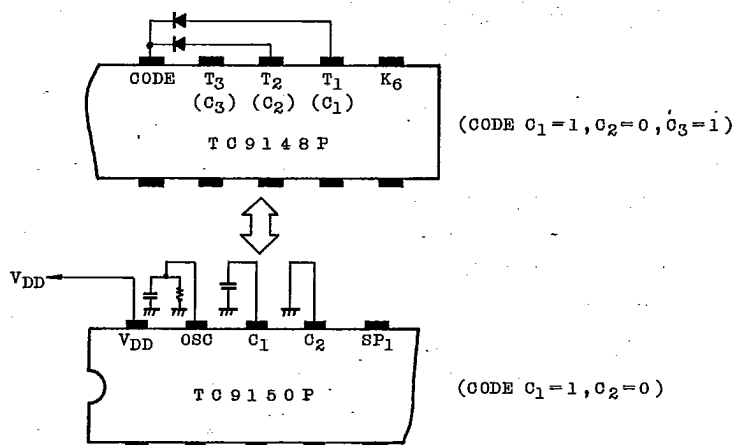 CODE T3 T2 T1 K6
(C3) (C2) (C1)
TC9148P
(CODE C1=1, C2=0, C3=1)
VDD
VDD OSC C1 C2 SP1
TC9150P
(CODE C1=1, C2=0)